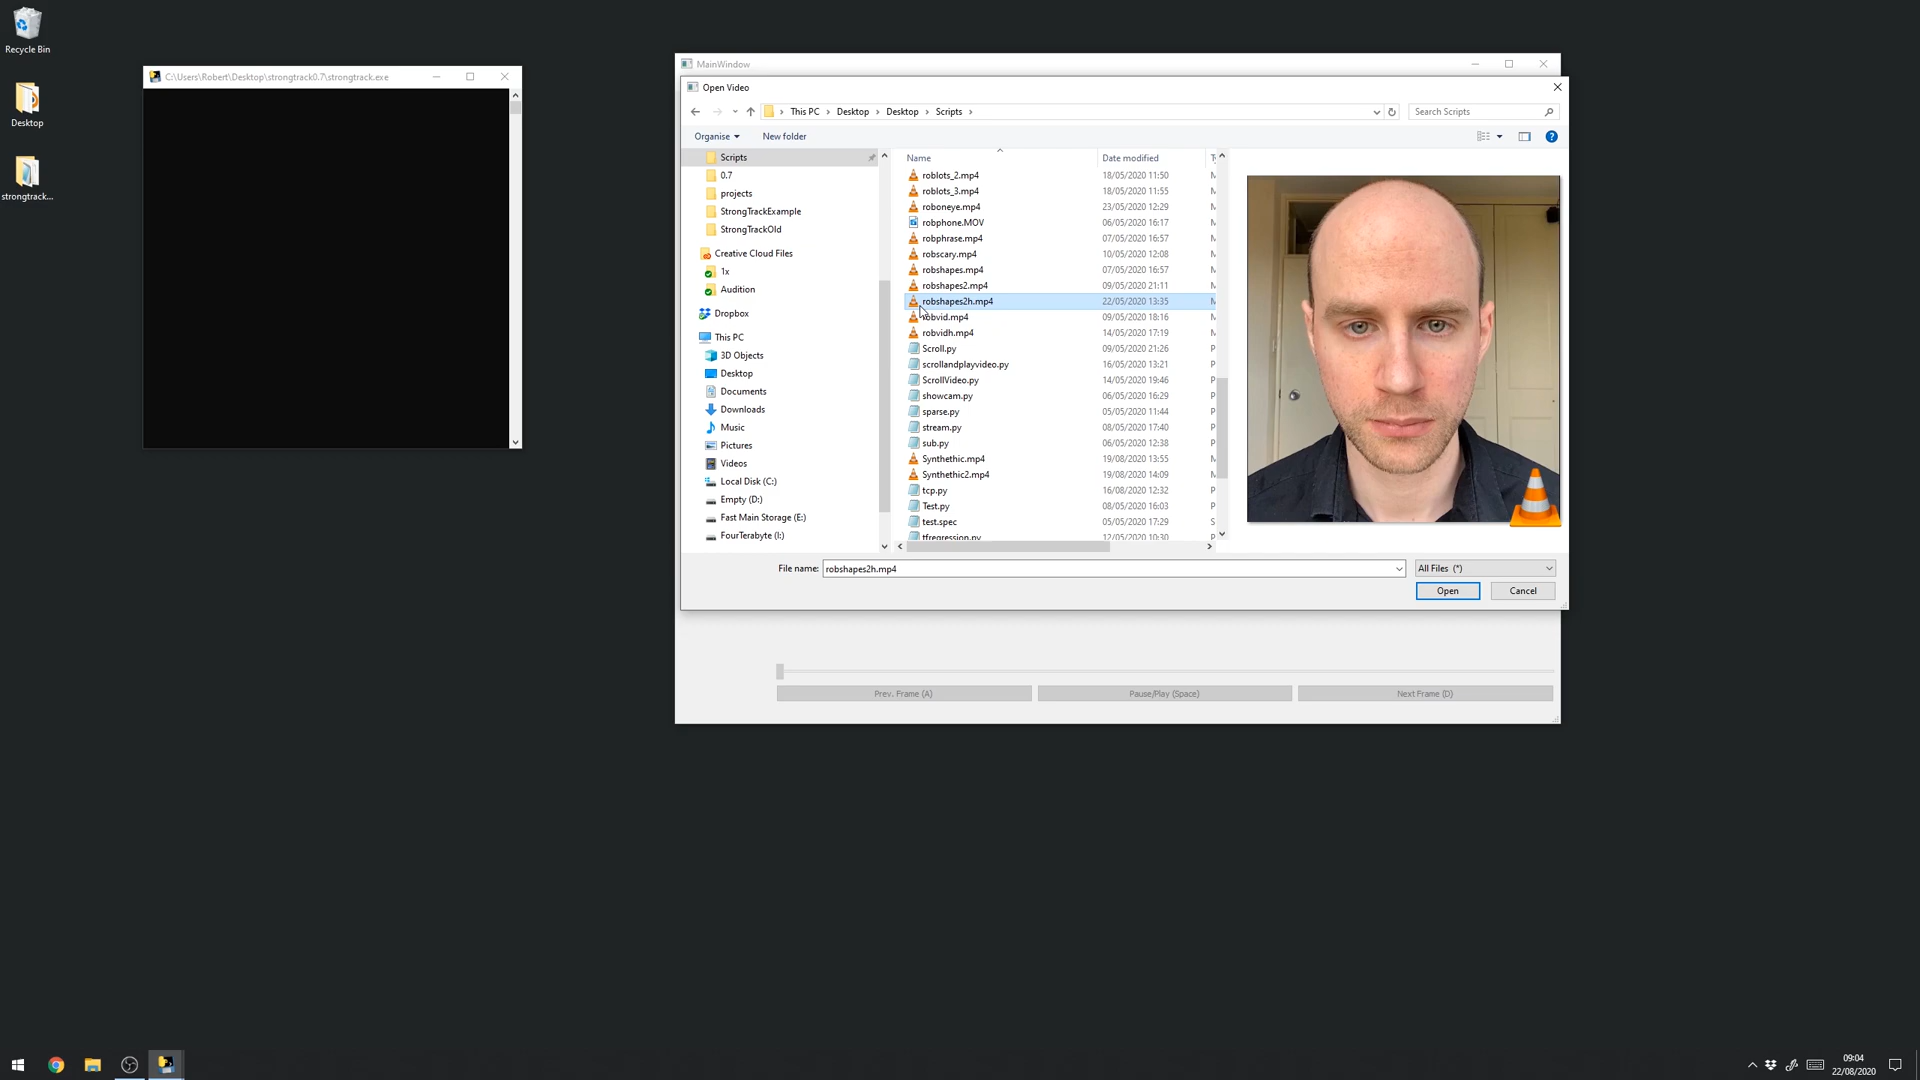 Recycle Bin
Desktop
strongtrack...
C:\Users\Robert\Desktop\strongtrack0.7\strongtrack.exe
MainWindow
Open Video
This PC > Desktop > Desktop > Scripts >
Search Scripts
Organise
New folder
Scripts
0.7
projects
StrongTrackExample
StrongTrackOld
Creative Cloud Files
1x
Audition
Dropbox
This PC
3D Objects
Desktop
Documents
Downloads
Music
Pictures
Videos
Local Disk (C:)
Empty (D:)
Fast Main Storage (E:)
FourTerabyte (I:)
Name Date modified
roblots_2.mp4 18/05/2020 11:50
roblots_3.mp4 18/05/2020 11:55
roboneye.mp4 23/05/2020 12:29
robphone.MOV 06/05/2020 16:17
robphrase.mp4 07/05/2020 16:57
robscary.mp4 10/05/2020 12:08
robshapes.mp4 07/05/2020 16:57
robshapes2.mp4 09/05/2020 21:11
robshapes2h.mp4 22/05/2020 13:35
robvid.mp4 09/05/2020 18:16
robvidh.mp4 14/05/2020 17:19
Scroll.py 09/05/2020 21:26
scrollandplayvideo.py 16/05/2020 13:21
ScrollVideo.py 14/05/2020 19:46
showcam.py 06/05/2020 16:29
sparse.py 05/05/2020 11:44
stream.py 08/05/2020 17:40
sub.py 06/05/2020 12:38
Synthethic.mp4 19/08/2020 13:55
Synthethic2.mp4 19/08/2020 14:09
tcp.py 16/08/2020 12:32
Test.py 08/05/2020 16:03
test.spec 05/05/2020 17:29
tfregression.py 12/05/2020 10:30
File name: robshapes2h.mp4
All Files (*)
Open
Cancel
Prev. Frame (A)
Pause/Play (Space)
Next Frame (D)
09:04
22/08/2020